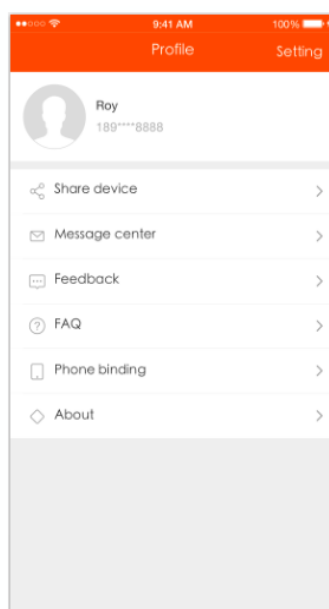 9:41 AM 100%
Profile Setting
Roy
189****8888
Share device
Message center
Feedback
FAQ
Phone binding
About